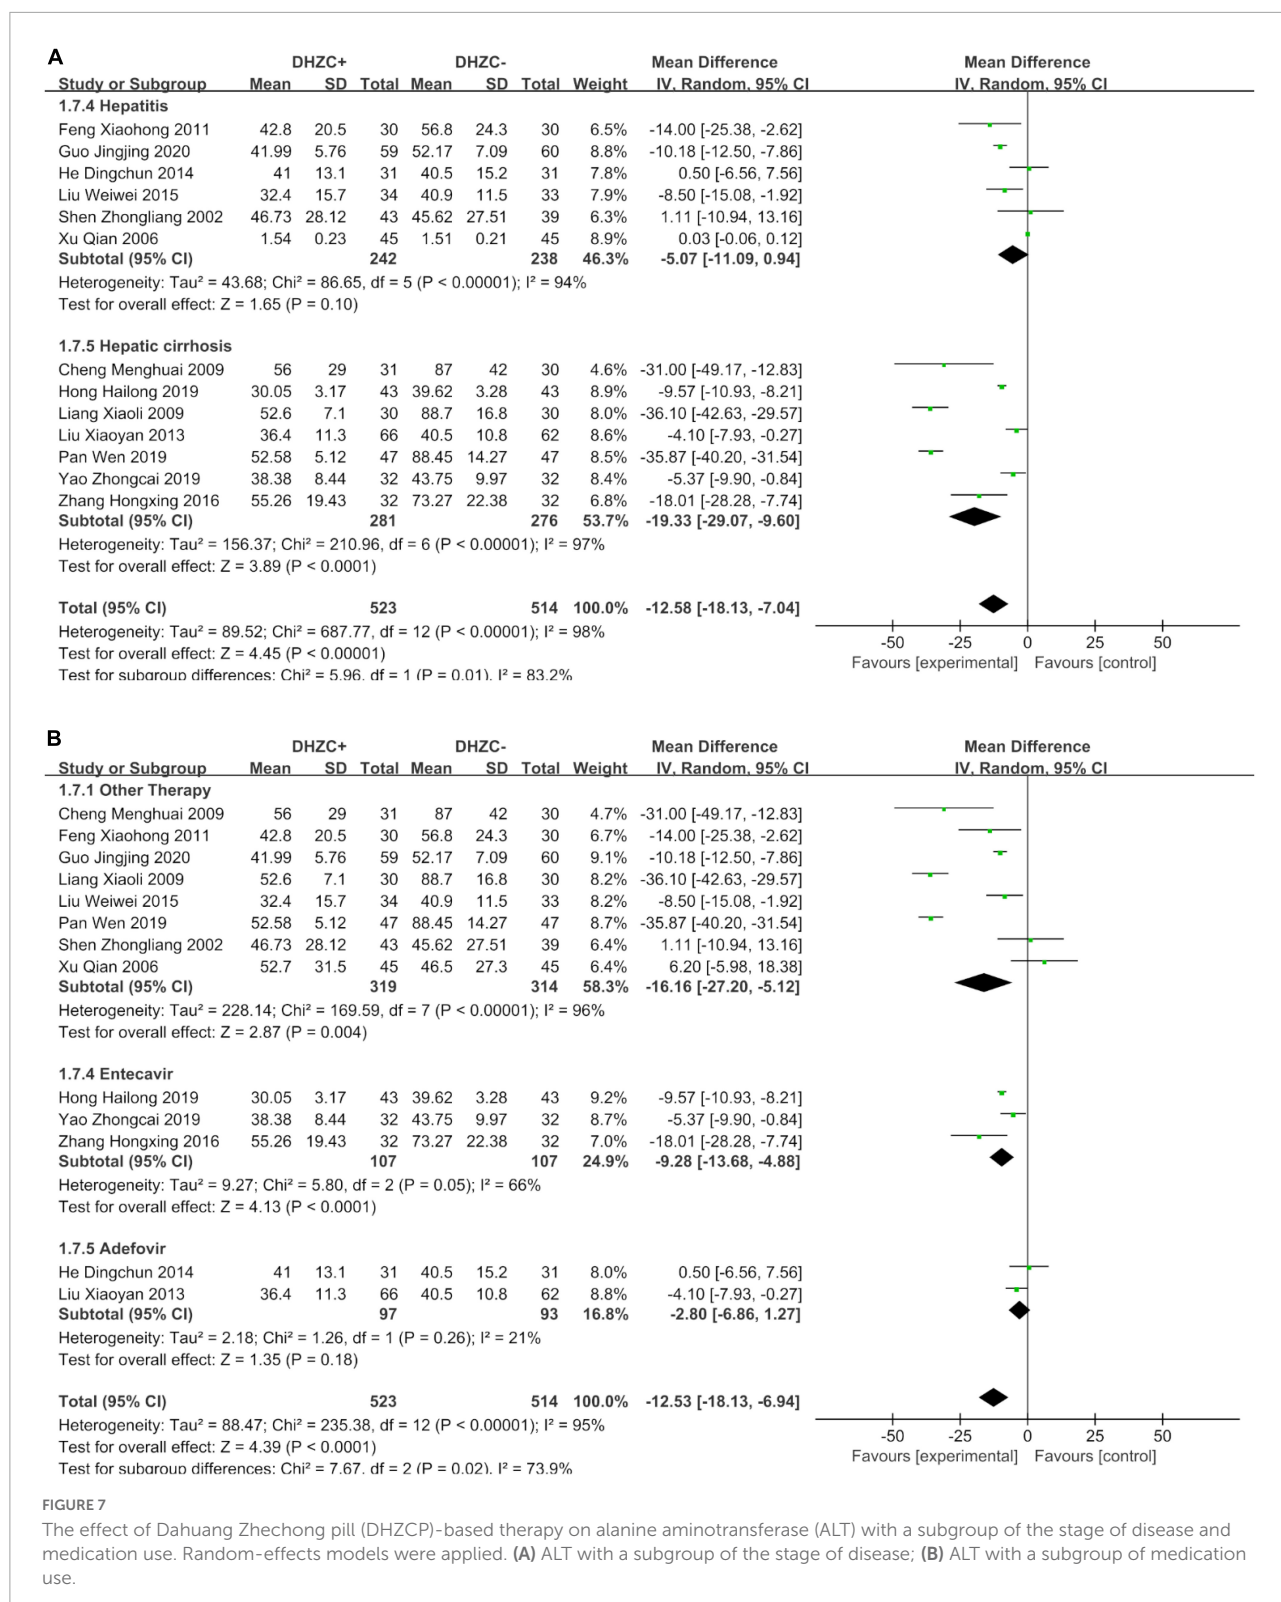 A
DHZC+ DHZC- Mean Difference Mean Difference
Study or Subgroup Mean SD Total Mean SD Total Weight IV, Random, 95% CI IV, Random, 95% CI
1.7.4 Hepatitis
Feng Xiaohong 2011 42.8 20.5 30 56.8 24.3 30 6.5% -14.00 [-25.38, -2.62]
Guo Jingjing 2020 41.99 5.76 59 52.17 7.09 60 8.8% -10.18 [-12.50, -7.86]
He Dingchun 2014 41 13.1 31 40.5 15.2 31 7.8% 0.50 [-6.56, 7.56]
Liu Weiwei 2015 32.4 15.7 34 40.9 11.5 33 7.9% -8.50 [-15.08, -1.92]
Shen Zhongliang 2002 46.73 28.12 43 45.62 27.51 39 6.3% 1.11 [-10.94, 13.16]
Xu Qian 2006 1.54 0.23 45 1.51 0.21 45 8.9% 0.03 [-0.06, 0.12]
Subtotal (95% CI) 242 238 46.3% -5.07 [-11.09, 0.94]
Heterogeneity: Tau² = 43.68; Chi² = 86.65, df = 5 (P < 0.00001); I² = 94%
Test for overall effect: Z = 1.65 (P = 0.10)
1.7.5 Hepatic cirrhosis
Cheng Menghuai 2009 56 29 31 87 42 30 4.6% -31.00 [-49.17, -12.83]
Hong Hailong 2019 30.05 3.17 43 39.62 3.28 43 8.9% -9.57 [-10.93, -8.21]
Liang Xiaoli 2009 52.6 7.1 30 88.7 16.8 30 8.0% -36.10 [-42.63, -29.57]
Liu Xiaoyan 2013 36.4 11.3 66 40.5 10.8 62 8.6% -4.10 [-7.93, -0.27]
Pan Wen 2019 52.58 5.12 47 88.45 14.27 47 8.5% -35.87 [-40.20, -31.54]
Yao Zhongcai 2019 38.38 8.44 32 43.75 9.97 32 8.4% -5.37 [-9.90, -0.84]
Zhang Hongxing 2016 55.26 19.43 32 73.27 22.38 32 6.8% -18.01 [-28.28, -7.74]
Subtotal (95% CI) 281 276 53.7% -19.33 [-29.07, -9.60]
Heterogeneity: Tau² = 156.37; Chi² = 210.96, df = 6 (P < 0.00001); I² = 97%
Test for overall effect: Z = 3.89 (P < 0.0001)
Total (95% CI) 523 514 100.0% -12.58 [-18.13, -7.04]
Heterogeneity: Tau² = 89.52; Chi² = 687.77, df = 12 (P < 0.00001); I² = 98%
Test for overall effect: Z = 4.45 (P < 0.00001)
Test for subgroup differences: Chi² = 5.96, df = 1 (P = 0.01), I² = 83.2%
-50 -25 0 25 50
Favours [experimental] Favours [control]
B
DHZC+ DHZC- Mean Difference Mean Difference
Study or Subgroup Mean SD Total Mean SD Total Weight IV, Random, 95% CI IV, Random, 95% CI
1.7.1 Other Therapy
Cheng Menghuai 2009 56 29 31 87 42 30 4.7% -31.00 [-49.17, -12.83]
Feng Xiaohong 2011 42.8 20.5 30 56.8 24.3 30 6.7% -14.00 [-25.38, -2.62]
Guo Jingjing 2020 41.99 5.76 59 52.17 7.09 60 9.1% -10.18 [-12.50, -7.86]
Liang Xiaoli 2009 52.6 7.1 30 88.7 16.8 30 8.2% -36.10 [-42.63, -29.57]
Liu Weiwei 2015 32.4 15.7 34 40.9 11.5 33 8.2% -8.50 [-15.08, -1.92]
Pan Wen 2019 52.58 5.12 47 88.45 14.27 47 8.7% -35.87 [-40.20, -31.54]
Shen Zhongliang 2002 46.73 28.12 43 45.62 27.51 39 6.4% 1.11 [-10.94, 13.16]
Xu Qian 2006 52.7 31.5 45 46.5 27.3 45 6.4% 6.20 [-5.98, 18.38]
Subtotal (95% CI) 319 314 58.3% -16.16 [-27.20, -5.12]
Heterogeneity: Tau² = 228.14; Chi² = 169.59, df = 7 (P < 0.00001); I² = 96%
Test for overall effect: Z = 2.87 (P = 0.004)
1.7.4 Entecavir
Hong Hailong 2019 30.05 3.17 43 39.62 3.28 43 9.2% -9.57 [-10.93, -8.21]
Yao Zhongcai 2019 38.38 8.44 32 43.75 9.97 32 8.7% -5.37 [-9.90, -0.84]
Zhang Hongxing 2016 55.26 19.43 32 73.27 22.38 32 7.0% -18.01 [-28.28, -7.74]
Subtotal (95% CI) 107 107 24.9% -9.28 [-13.68, -4.88]
Heterogeneity: Tau² = 9.27; Chi² = 5.80, df = 2 (P = 0.05); I² = 66%
Test for overall effect: Z = 4.13 (P < 0.0001)
1.7.5 Adefovir
He Dingchun 2014 41 13.1 31 40.5 15.2 31 8.0% 0.50 [-6.56, 7.56]
Liu Xiaoyan 2013 36.4 11.3 66 40.5 10.8 62 8.8% -4.10 [-7.93, -0.27]
Subtotal (95% CI) 97 93 16.8% -2.80 [-6.86, 1.27]
Heterogeneity: Tau² = 2.18; Chi² = 1.26, df = 1 (P = 0.26); I² = 21%
Test for overall effect: Z = 1.35 (P = 0.18)
Total (95% CI) 523 514 100.0% -12.53 [-18.13, -6.94]
Heterogeneity: Tau² = 88.47; Chi² = 235.38, df = 12 (P < 0.00001); I² = 95%
Test for overall effect: Z = 4.39 (P < 0.0001)
Test for subgroup differences: Chi² = 7.67, df = 2 (P = 0.02), I² = 73.9%
-50 -25 0 25 50
Favours [experimental] Favours [control]
FIGURE 7
The effect of Dahuang Zhechong pill (DHZCP)-based therapy on alanine aminotransferase (ALT) with a subgroup of the stage of disease and
medication use. Random-effects models were applied. (A) ALT with a subgroup of the stage of disease; (B) ALT with a subgroup of medication
use.